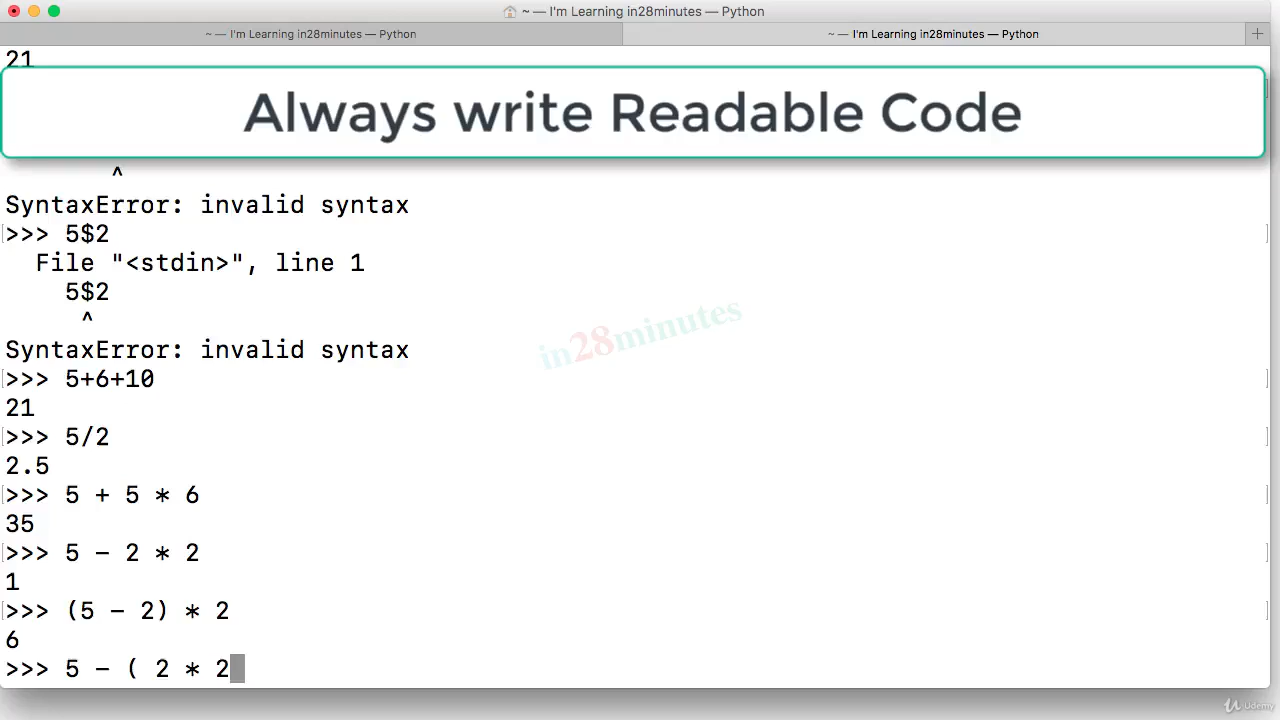 ~ — I'm Learning in28minutes — Python
~ — I'm Learning in28minutes — Python
~ — I'm Learning in28minutes — Python
+
21
Always write Readable Code
^
SyntaxError: invalid syntax
>>> 5$2
File "<stdin>", line 1
5$2
^
SyntaxError: invalid syntax
>>> 5+6+10
21
>>> 5/2
2.5
>>> 5 + 5 * 6
35
>>> 5 - 2 * 2
1
>>> (5 - 2) * 2
6
>>> 5 - ( 2 * 2
in28minutes
Udemy